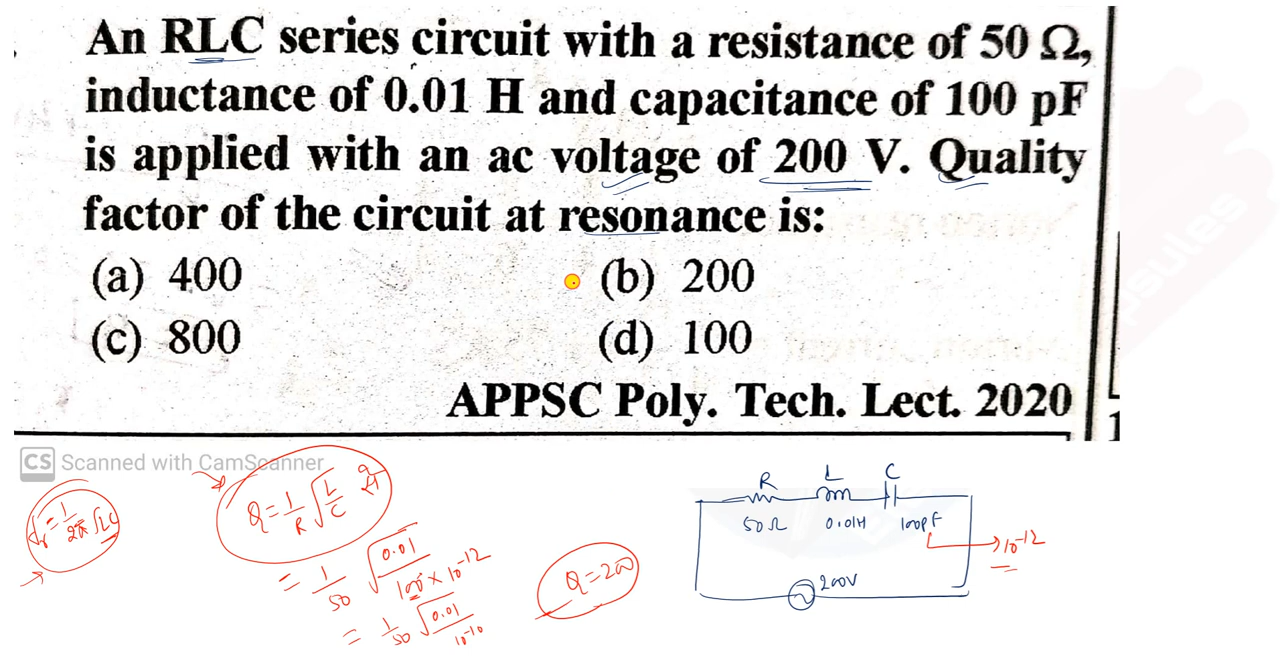 An RLC series circuit with a resistance of 50 Ω,
inductance of 0.01 H and capacitance of 100 pF
is applied with an ac voltage of 200 V. Quality
factor of the circuit at resonance is:
(a) 400 (b) 200
(c) 800 (d) 100
APPSC Poly. Tech. Lect. 2020
CS Scanned with CamScanner
fr = 1/2π√LC
Q = 1/R √L/C
= 1/50 √0.01/100 × 10^-12
= 1/50 √0.01/10^-10
Q = 200
R L C
50Ω 0.01H 100pF
→ 10^-12
200V